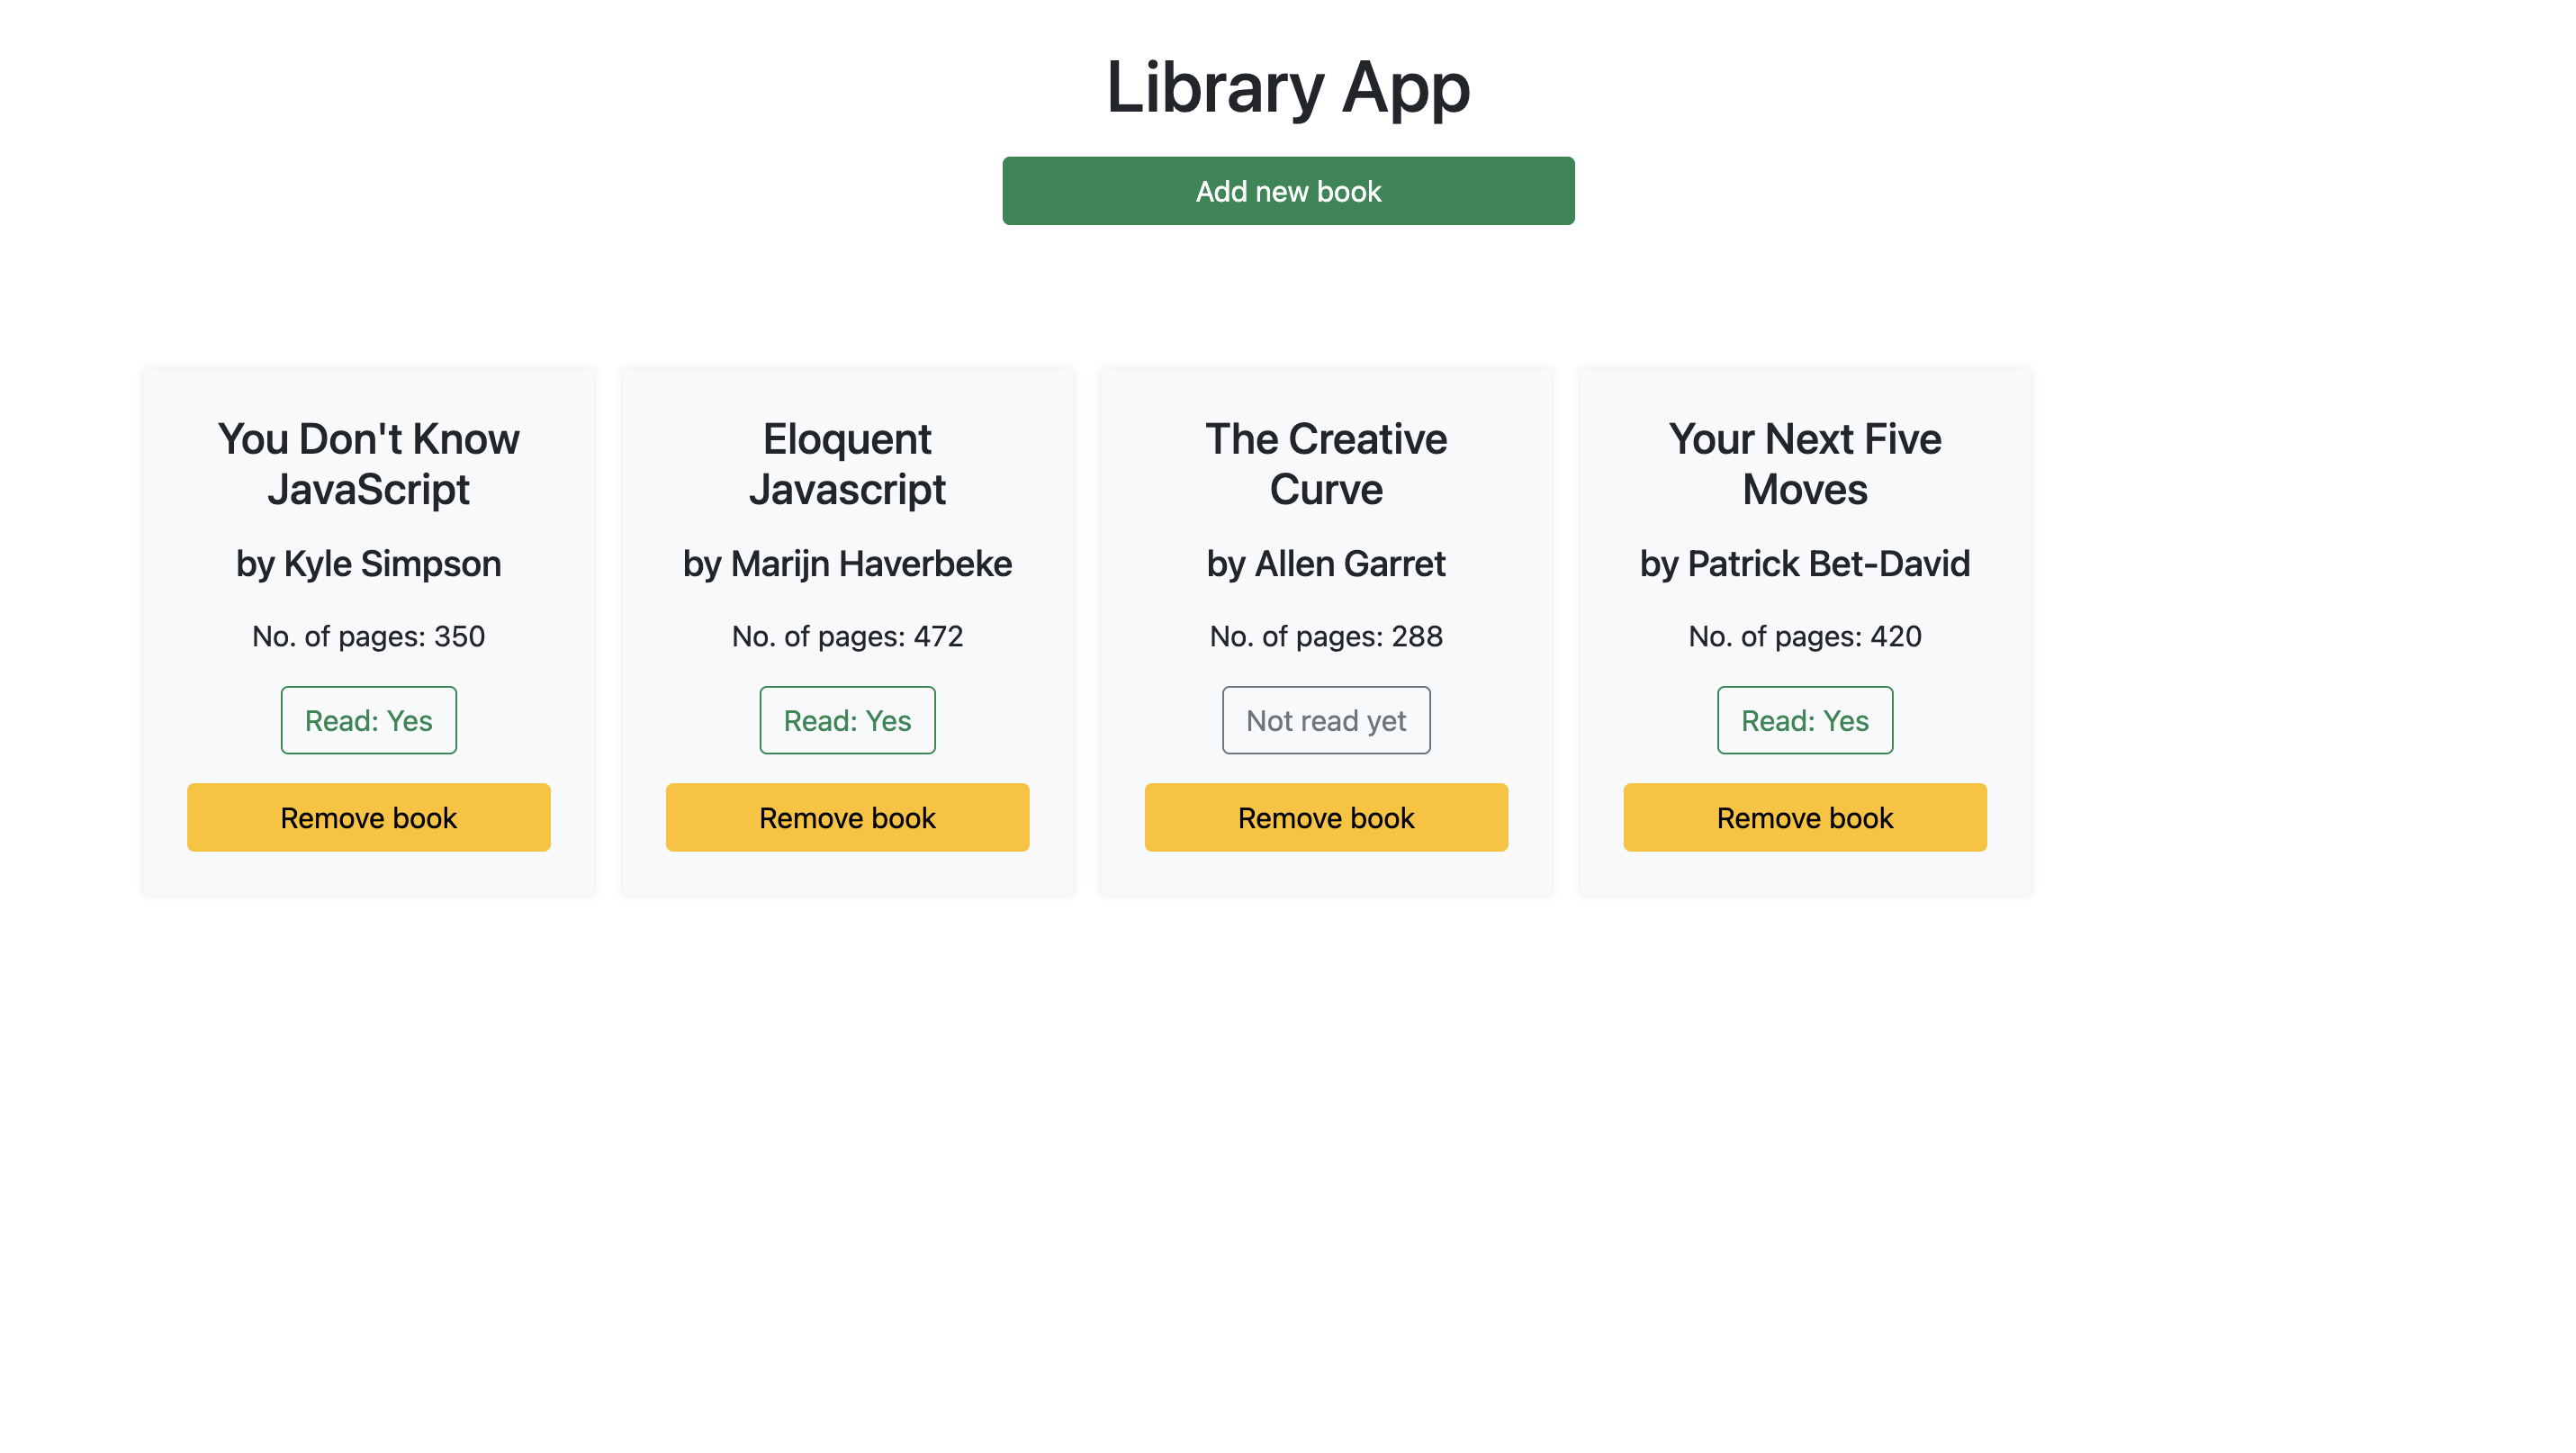 Library App
Add new book
You Don't Know
JavaScript
by Kyle Simpson
No. of pages: 350
Read: Yes
Remove book
Eloquent
Javascript
by Marijn Haverbeke
No. of pages: 472
Read: Yes
Remove book
The Creative
Curve
by Allen Garret
No. of pages: 288
Not read yet
Remove book
Your Next Five
Moves
by Patrick Bet-David
No. of pages: 420
Read: Yes
Remove book